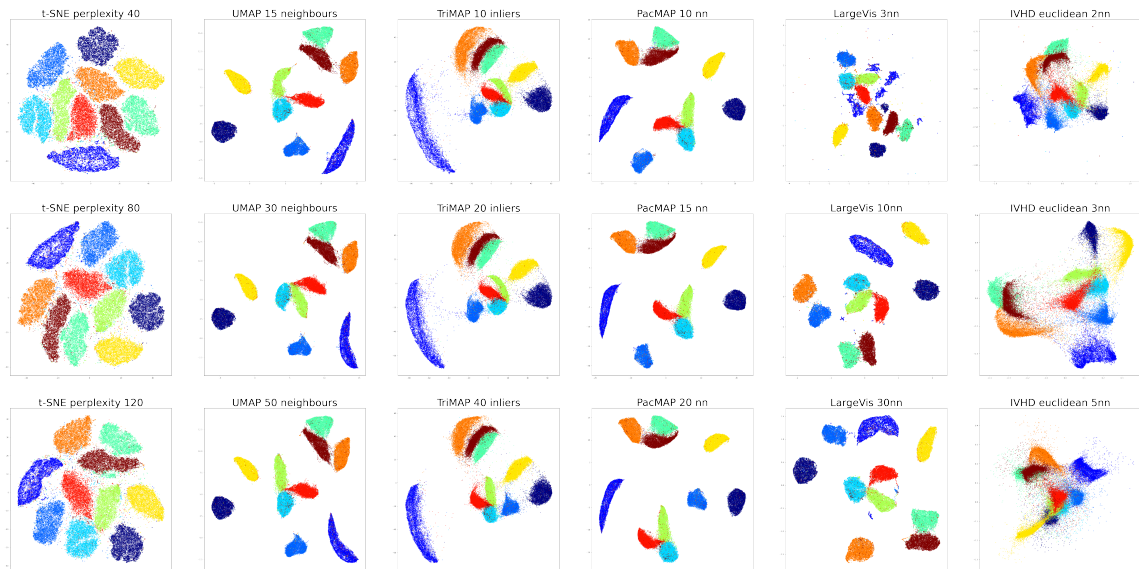 t-SNE perplexity 40
UMAP 15 neighbours
TriMAP 10 inliers
PacMAP 10 nn
LargeVis 3nn
IVHD euclidean 2nn
t-SNE perplexity 80
UMAP 30 neighbours
TriMAP 20 inliers
PacMAP 15 nn
LargeVis 10nn
IVHD euclidean 3nn
t-SNE perplexity 120
UMAP 50 neighbours
TriMAP 40 inliers
PacMAP 20 nn
LargeVis 30nn
IVHD euclidean 5nn